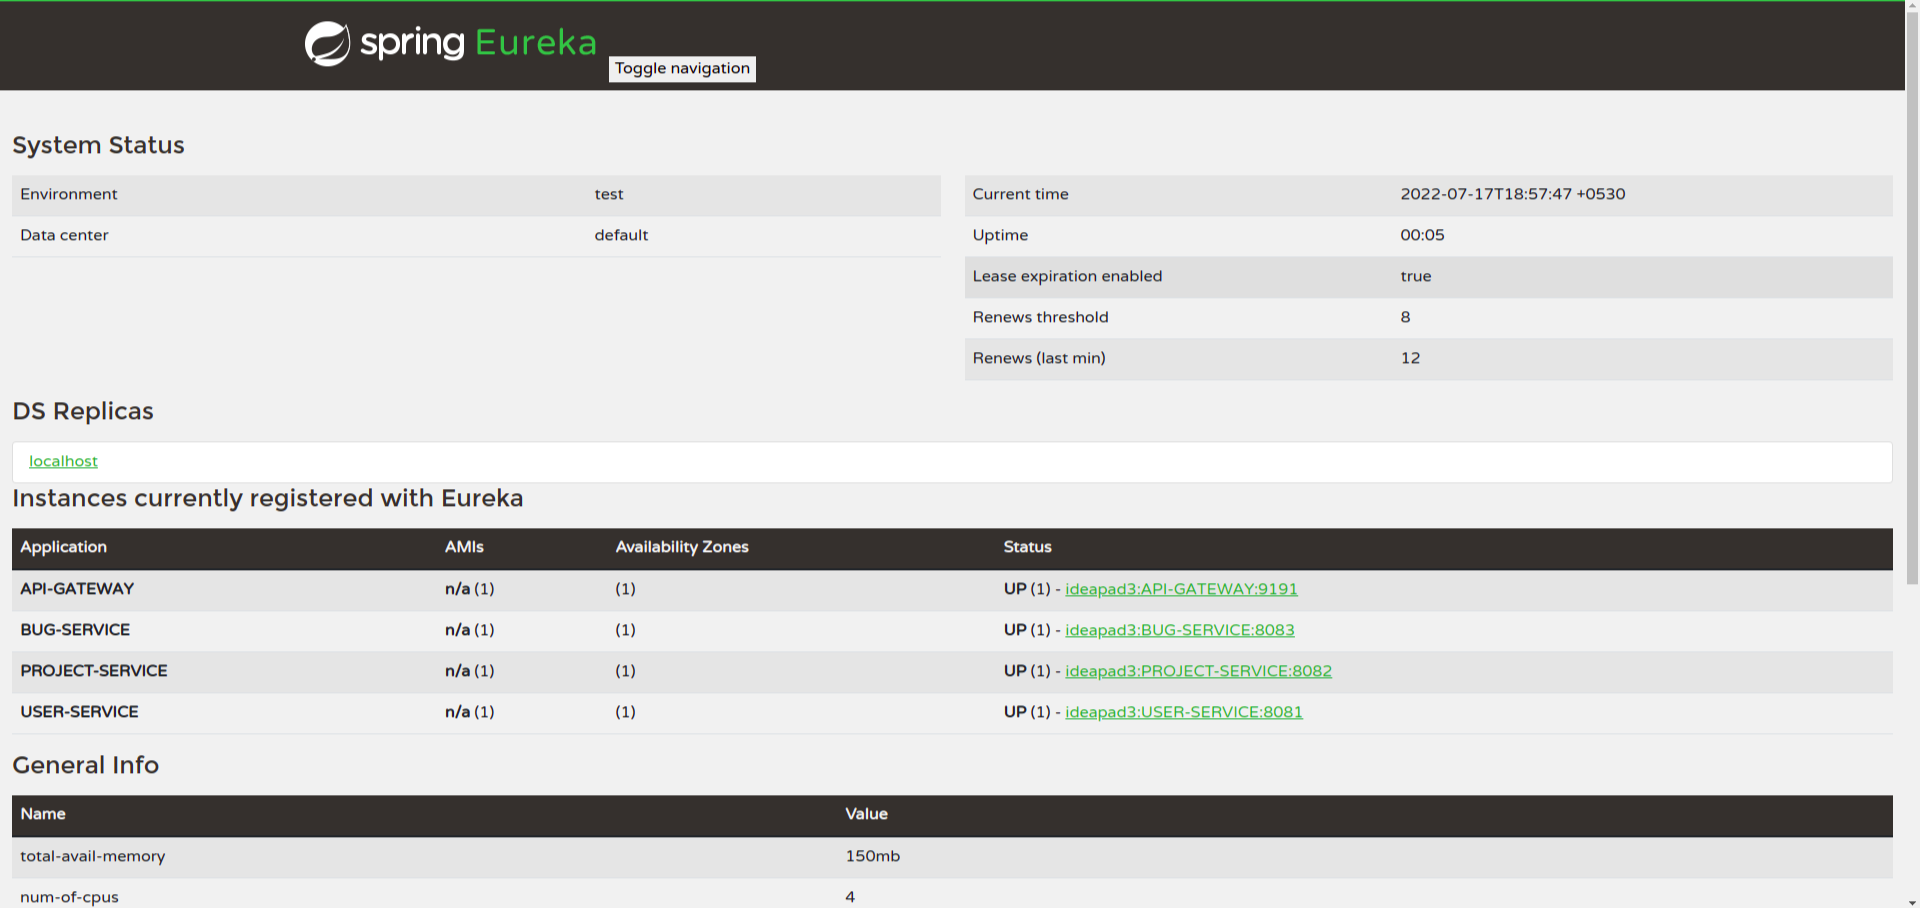 spring Eureka
Toggle navigation
System Status
Environment test
Data center default
Current time 2022-07-17T18:57:47 +0530
Uptime 00:05
Lease expiration enabled true
Renews threshold 8
Renews (last min) 12
DS Replicas
localhost
Instances currently registered with Eureka
Application AMIs Availability Zones Status
API-GATEWAY n/a (1) (1) UP (1) - ideapad3:API-GATEWAY:9191
BUG-SERVICE n/a (1) (1) UP (1) - ideapad3:BUG-SERVICE:8083
PROJECT-SERVICE n/a (1) (1) UP (1) - ideapad3:PROJECT-SERVICE:8082
USER-SERVICE n/a (1) (1) UP (1) - ideapad3:USER-SERVICE:8081
General Info
Name Value
total-avail-memory 150mb
num-of-cpus 4